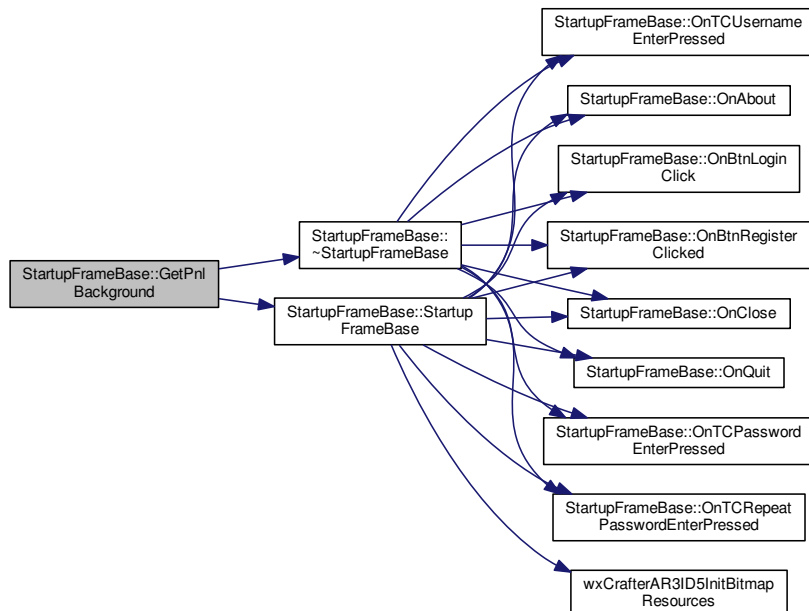 StartupFrameBase::GetPnl
Background
StartupFrameBase::
~StartupFrameBase
StartupFrameBase::Startup
FrameBase
StartupFrameBase::OnTCUsername
EnterPressed
StartupFrameBase::OnAbout
StartupFrameBase::OnBtnLogin
Click
StartupFrameBase::OnBtnRegister
Clicked
StartupFrameBase::OnClose
StartupFrameBase::OnQuit
StartupFrameBase::OnTCPassword
EnterPressed
StartupFrameBase::OnTCRepeat
PasswordEnterPressed
wxCrafterAR3ID5InitBitmap
Resources